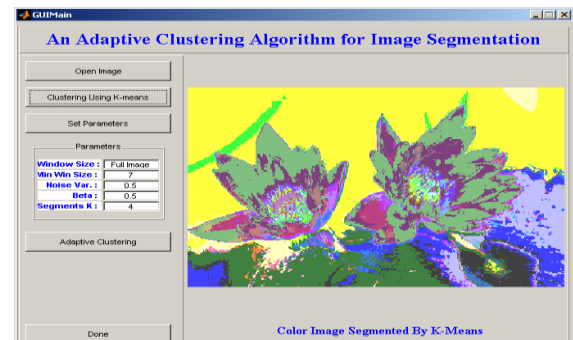 GUIMain
An Adaptive Clustering Algorithm for Image Segmentation
Open Image
Clustering Using K-means
Set Parameters
Parameters
Window Size : Full Image
Min Win Size : 7
Noise Var. : 0.5
Beta : 0.5
Segments K : 4
Adaptive Clustering
Done
Color Image Segmented By K-Means